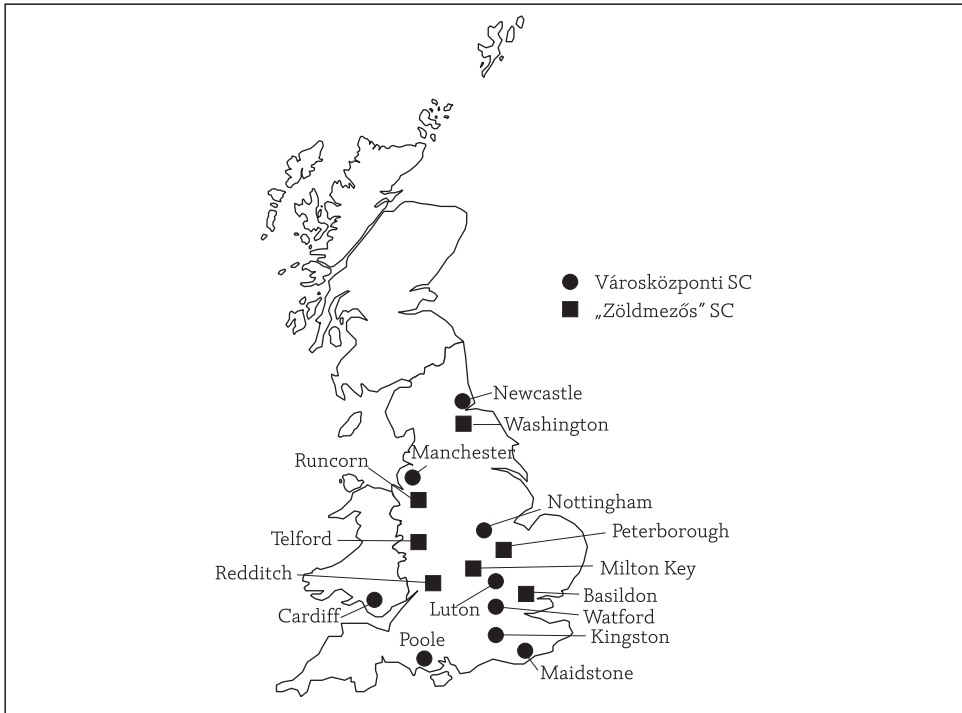 Városközponti SC
„Zöldmezős” SC
Newcastle
Washington
Manchester
Runcorn
Nottingham
Peterborough
Telford
Milton Key
Redditch
Basildon
Luton
Cardiff
Watford
Kingston
Poole
Maidstone